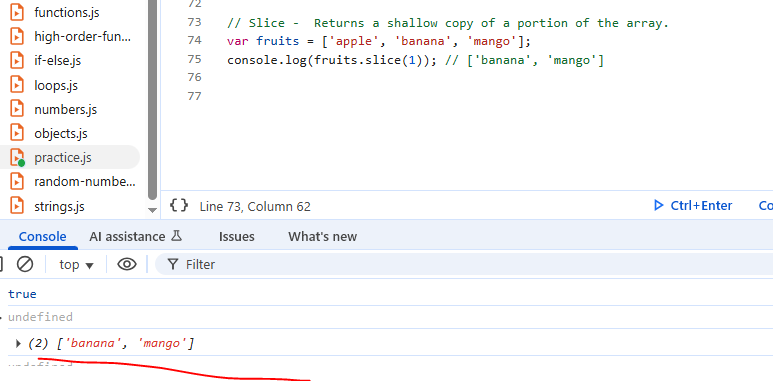 functions.js
high-order-fun...
if-else.js
loops.js
numbers.js
objects.js
practice.js
random-numbe...
strings.js
72
73 // Slice -  Returns a shallow copy of a portion of the array.
74 var fruits = ['apple', 'banana', 'mango'];
75 console.log(fruits.slice(1)); // ['banana', 'mango']
76
77
{} Line 73, Column 62 Ctrl+Enter
Console AI assistance Issues What's new
top Filter
true
undefined
(2) ['banana', 'mango']
undefined